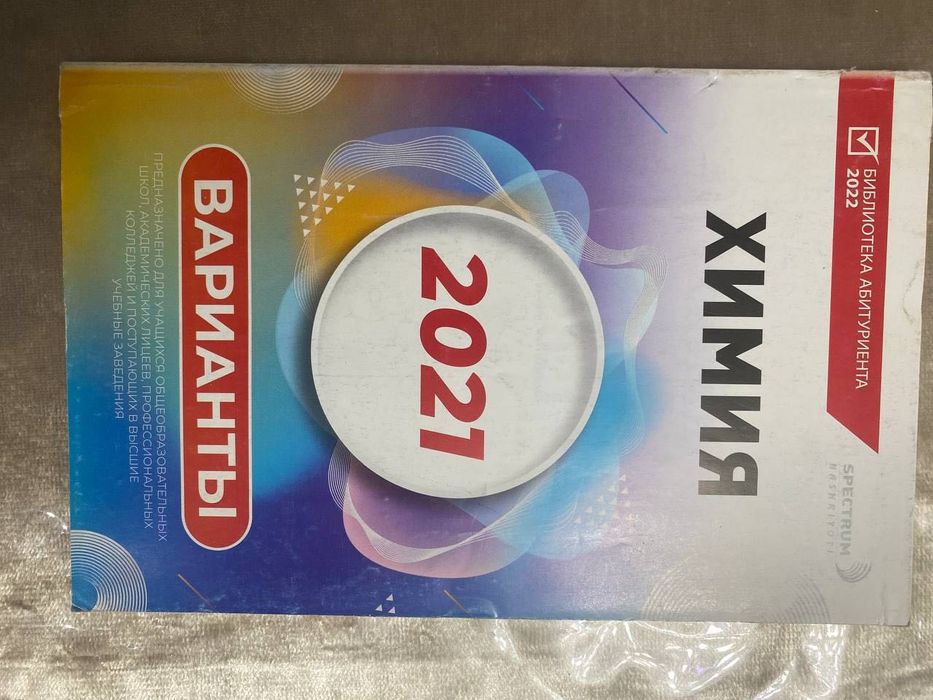 БИБЛИОТЕКА АБИТУРИЕНТА
2022
SPECTRUM
NASHRIYOTI
ХИМИЯ
2021
ВАРИАНТЫ
ПРЕДНАЗНАЧЕНО ДЛЯ УЧАЩИХСЯ ОБЩЕОБРАЗОВАТЕЛЬНЫХ
ШКОЛ, АКАДЕМИЧЕСКИХ ЛИЦЕЕВ, ПРОФЕССИОНАЛЬНЫХ
КОЛЛЕДЖЕЙ И ПОСТУПАЮЩИХ В ВЫСШИЕ
УЧЕБНЫЕ ЗАВЕДЕНИЯ